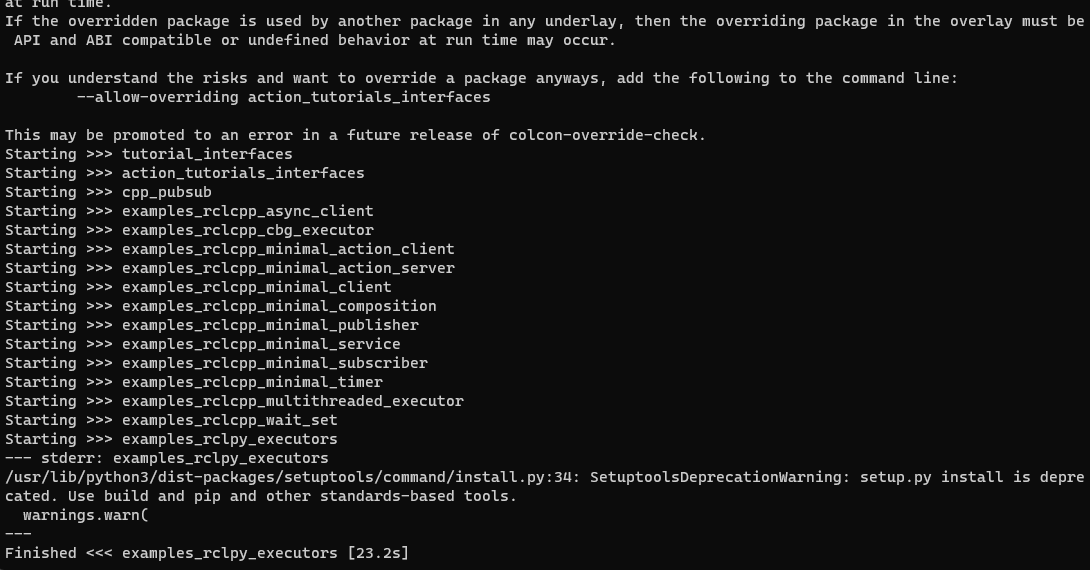 at run time.
If the overridden package is used by another package in any underlay, then the overriding package in the overlay must be
 API and ABI compatible or undefined behavior at run time may occur.

If you understand the risks and want to override a package anyways, add the following to the command line:
        --allow-overriding action_tutorials_interfaces

This may be promoted to an error in a future release of colcon-override-check.
Starting >>> tutorial_interfaces
Starting >>> action_tutorials_interfaces
Starting >>> cpp_pubsub
Starting >>> examples_rclcpp_async_client
Starting >>> examples_rclcpp_cbg_executor
Starting >>> examples_rclcpp_minimal_action_client
Starting >>> examples_rclcpp_minimal_action_server
Starting >>> examples_rclcpp_minimal_client
Starting >>> examples_rclcpp_minimal_composition
Starting >>> examples_rclcpp_minimal_publisher
Starting >>> examples_rclcpp_minimal_service
Starting >>> examples_rclcpp_minimal_subscriber
Starting >>> examples_rclcpp_minimal_timer
Starting >>> examples_rclcpp_multithreaded_executor
Starting >>> examples_rclcpp_wait_set
Starting >>> examples_rclpy_executors
--- stderr: examples_rclpy_executors
/usr/lib/python3/dist-packages/setuptools/command/install.py:34: SetuptoolsDeprecationWarning: setup.py install is depre
cated. Use build and pip and other standards-based tools.
  warnings.warn(
---
Finished <<< examples_rclpy_executors [23.2s]